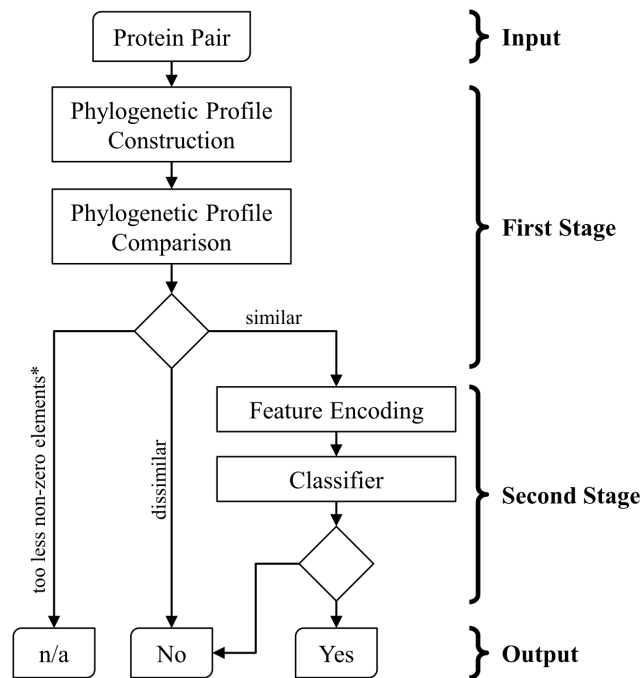 Protein Pair
Input
Phylogenetic Profile
Construction
Phylogenetic Profile
Comparison
First Stage
similar
too less non-zero elements*
dissimilar
Feature Encoding
Classifier
Second Stage
n/a
No
Yes
Output